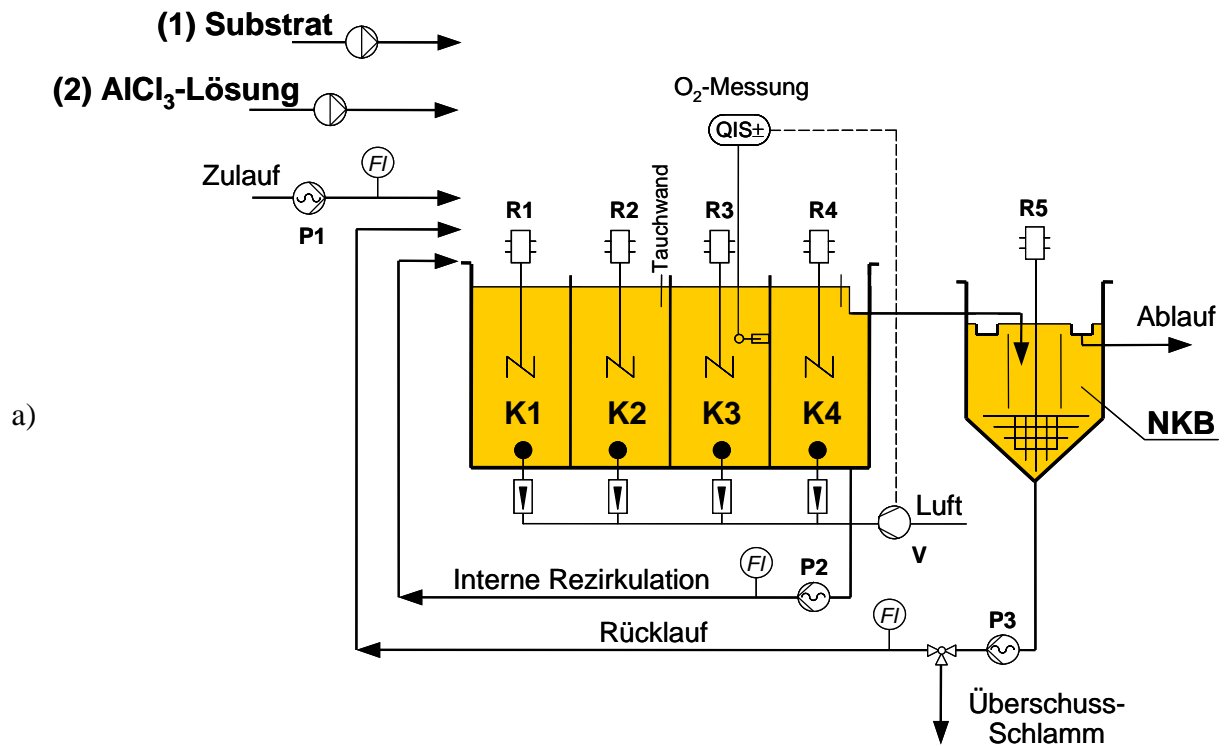 (1) Substrat
(2) AlCl₃-Lösung
O₂-Messung
QIS±
FI
Zulauf
P1
R1 R2 R3 R4 R5
Tauchwand
Ablauf
a)
K1 K2 K3 K4
NKB
Luft
V
FI
P2
Interne Rezirkulation
FI
P3
Rücklauf
Überschuss-
Schlamm